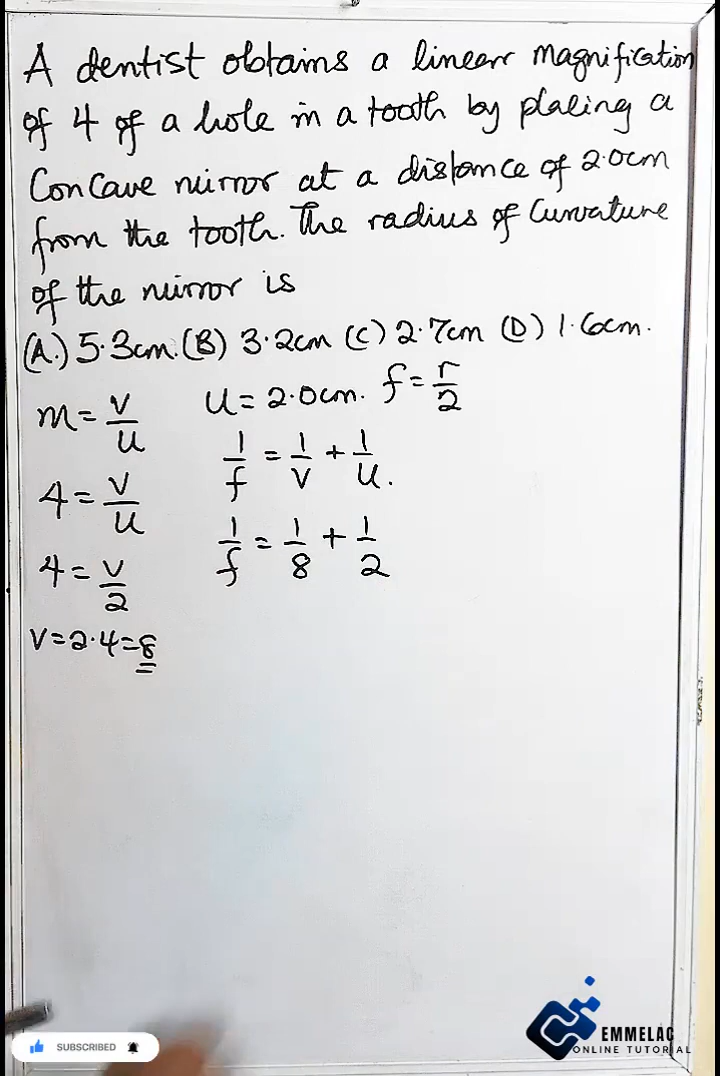 A dentist obtains a linear magnification
of 4 of a hole in a tooth by placing a
Concave mirror at a distance of 2.0cm
from the tooth. The radius of Curvature
of the mirror is
(A.) 5.3cm. (B) 3.2cm (C) 2.7cm (D) 1.6cm.
m = v/u
4 = v/u
4 = v/2
v = 2·4 = 8
u = 2.0cm. f = r/2
1/f = 1/v + 1/u.
1/f = 1/8 + 1/2
SUBSCRIBED
EMMELAC
ONLINE TUTORIAL